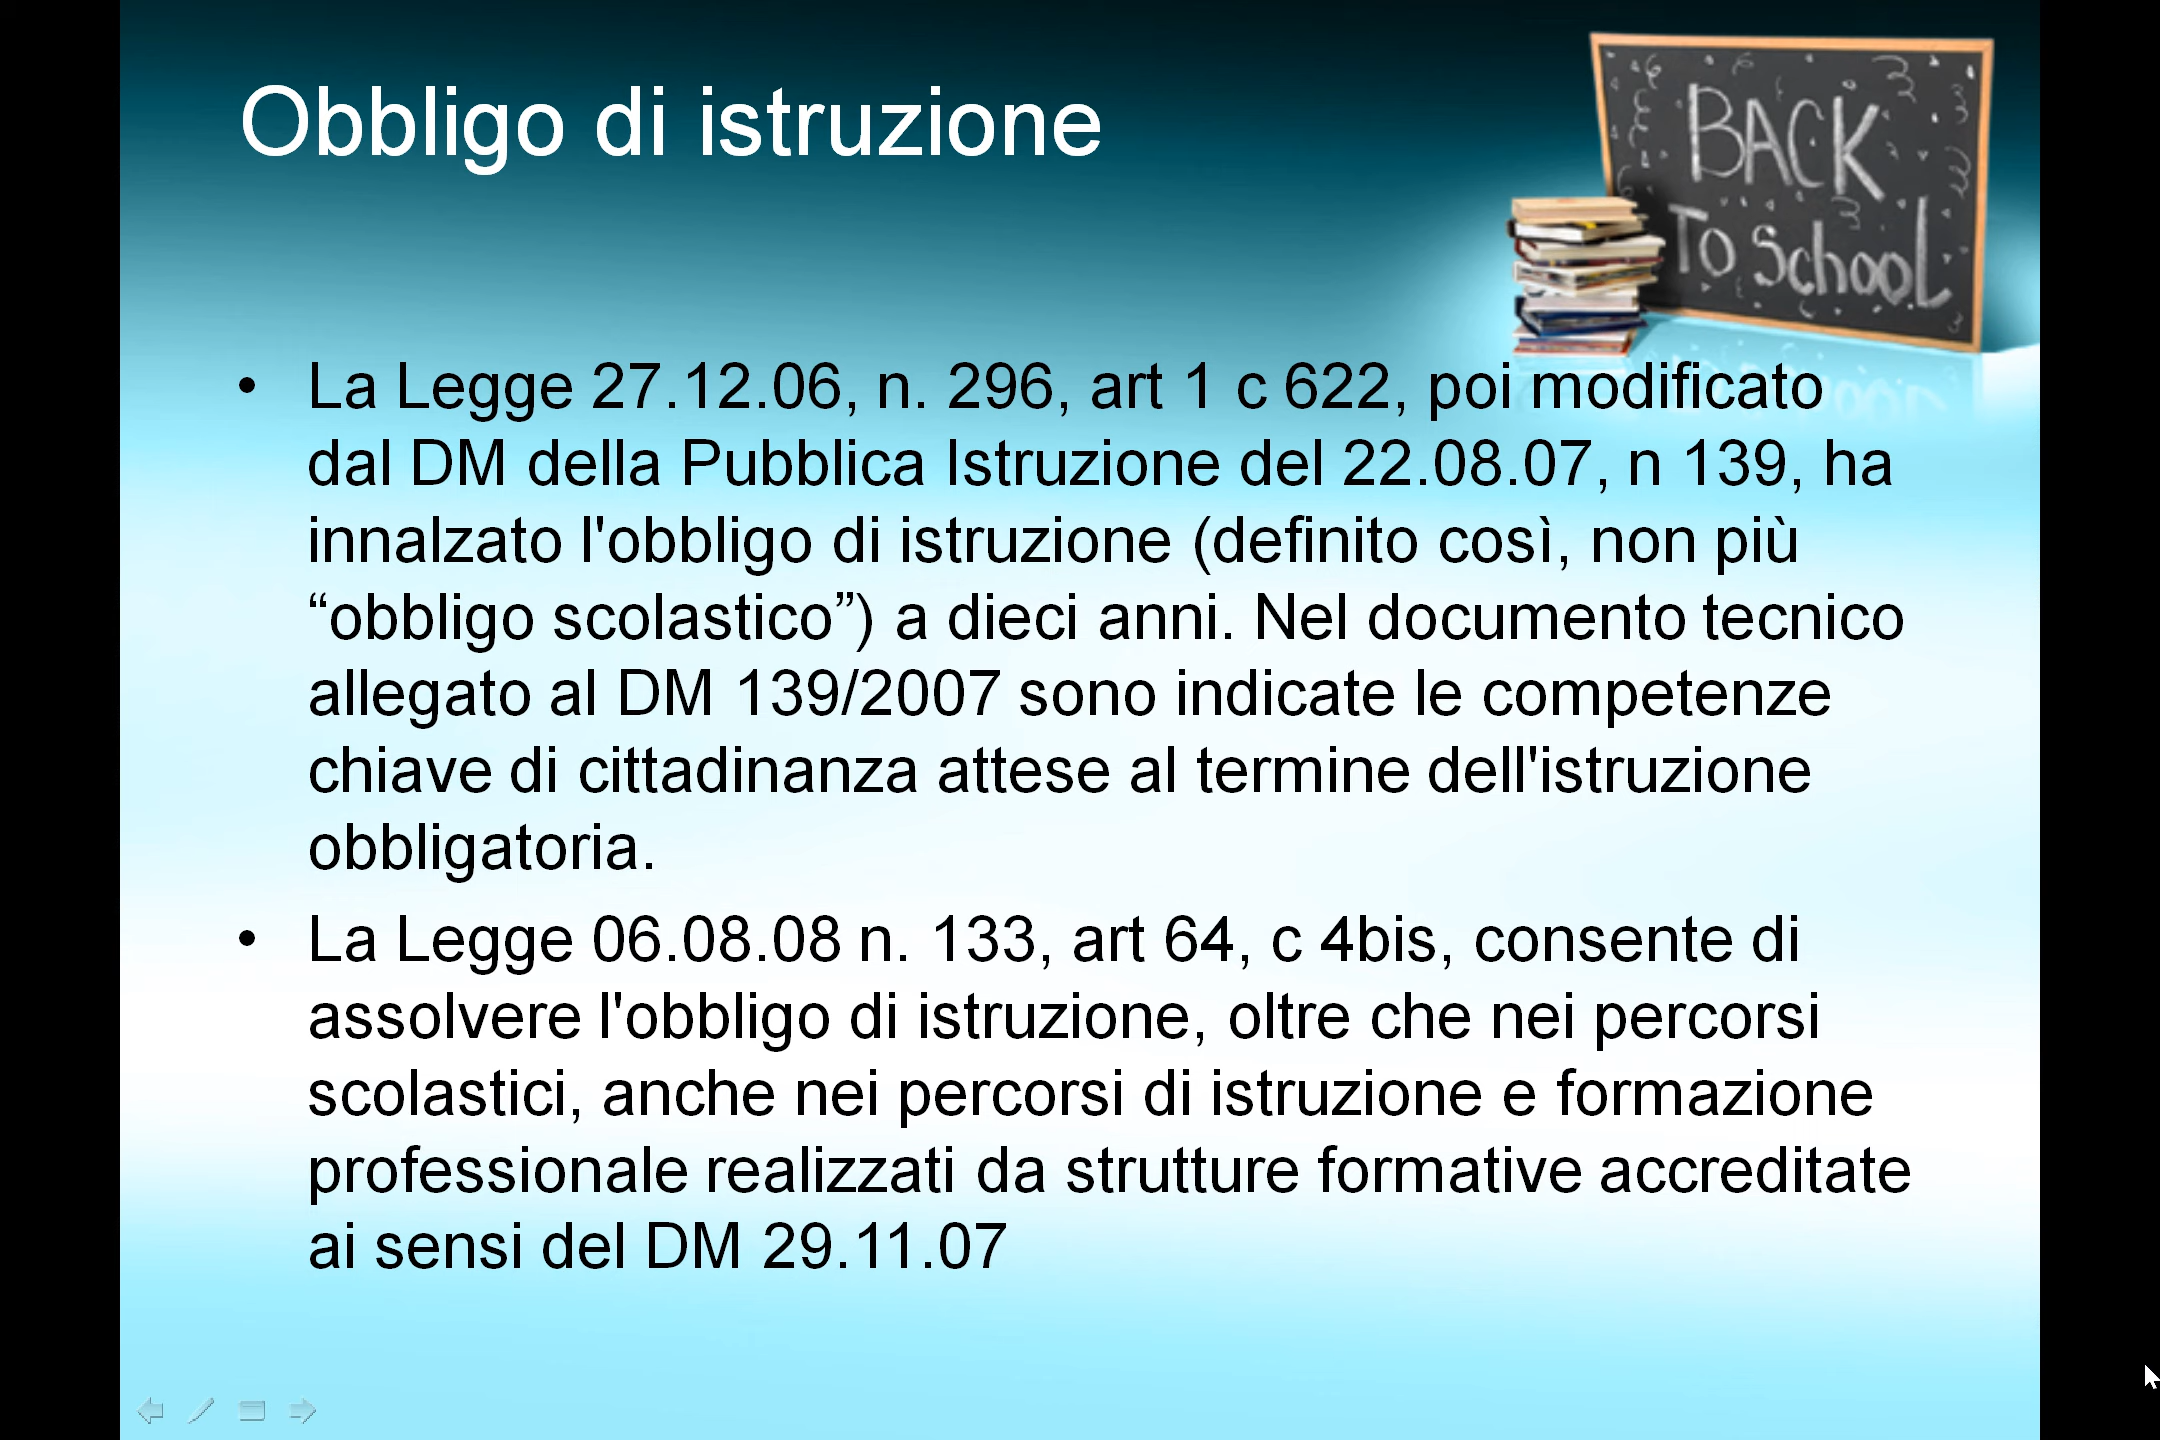 Obbligo di istruzione
BACK
To School
• La Legge 27.12.06, n. 296, art 1 c 622, poi modificato
dal DM della Pubblica Istruzione del 22.08.07, n 139, ha
innalzato l'obbligo di istruzione (definito così, non più
“obbligo scolastico”) a dieci anni. Nel documento tecnico
allegato al DM 139/2007 sono indicate le competenze
chiave di cittadinanza attese al termine dell'istruzione
obbligatoria.
• La Legge 06.08.08 n. 133, art 64, c 4bis, consente di
assolvere l'obbligo di istruzione, oltre che nei percorsi
scolastici, anche nei percorsi di istruzione e formazione
professionale realizzati da strutture formative accreditate
ai sensi del DM 29.11.07